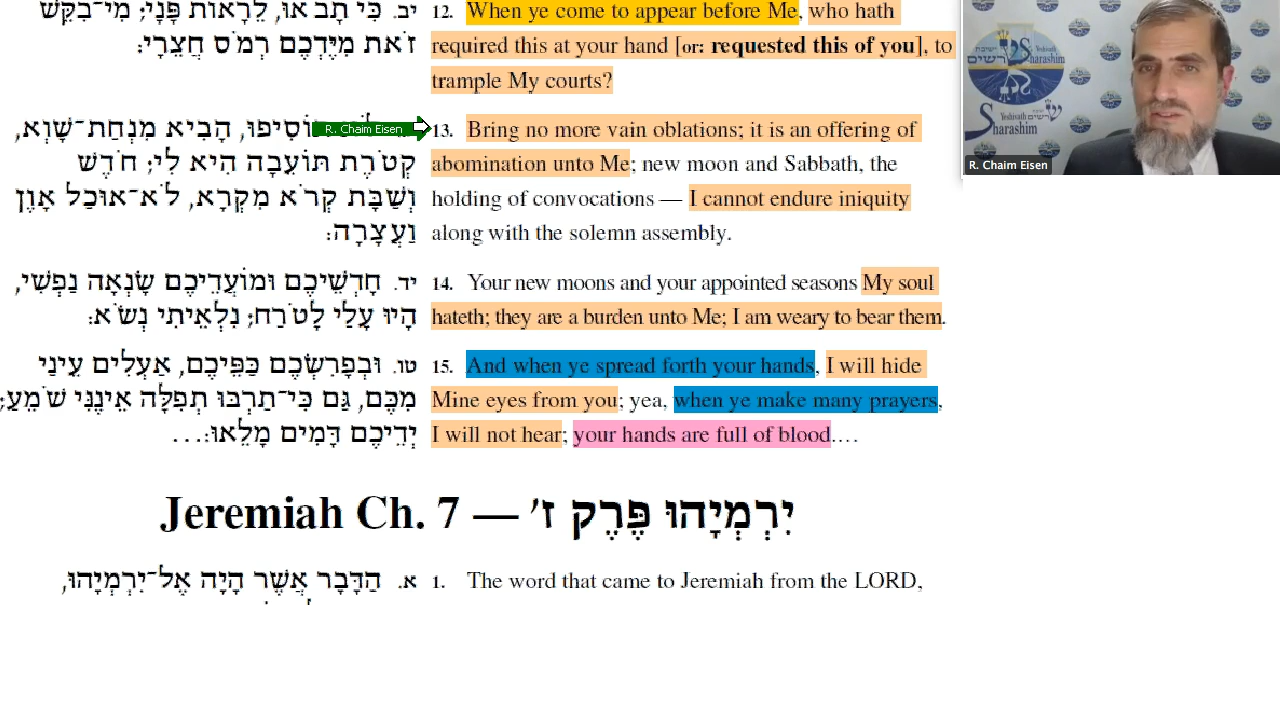 יב. כִּי תָבֹאוּ, לֵרָאוֹת פָּנָי; מִי־בִקֵּשׁ
זֹאת מִיֶּדְכֶם רְמֹס חֲצֵרָי:
12. When ye come to appear before Me, who hath
required this at your hand [or: requested this of you], to
trample My courts?
תוֹסִיפוּ, הָבִיא מִנְחַת־שָׁוְא,
קְטֹרֶת תּוֹעֵבָה הִיא לִי; חֹדֶשׁ
וְשַׁבָּת קְרֹא מִקְרָא, לֹא־אוּכַל אָוֶן
וַעֲצָרָה:
R. Chaim Eisen
13. Bring no more vain oblations; it is an offering of
abomination unto Me; new moon and Sabbath, the
holding of convocations — I cannot endure iniquity
along with the solemn assembly.
יד. חָדְשֵׁיכֶם וּמוֹעֲדֵיכֶם שָׂנְאָה נַפְשִׁי,
הָיוּ עָלַי לָטֹרַח; נִלְאֵיתִי נְשֹׂא:
14. Your new moons and your appointed seasons My soul
hateth; they are a burden unto Me; I am weary to bear them.
טו. וּבְפָרִשְׂכֶם כַּפֵּיכֶם, אַעְלִים עֵינַי
מִכֶּם, גַּם כִּי־תַרְבּוּ תְפִלָּה אֵינֶנִּי שֹׁמֵעַ;
יְדֵיכֶם דָּמִים מָלֵאוּ:…
15. And when ye spread forth your hands, I will hide
Mine eyes from you; yea, when ye make many prayers,
I will not hear; your hands are full of blood….
Jeremiah Ch. 7 — יִרְמְיָהוּ פֶּרֶק ז׳
א. הַדָּבָר אֲשֶׁר הָיָה אֶל־יִרְמְיָהוּ,
1. The word that came to Jeremiah from the LORD,
Yeshivath
Sharashim
Yeshivath
Sharashim
R. Chaim Eisen